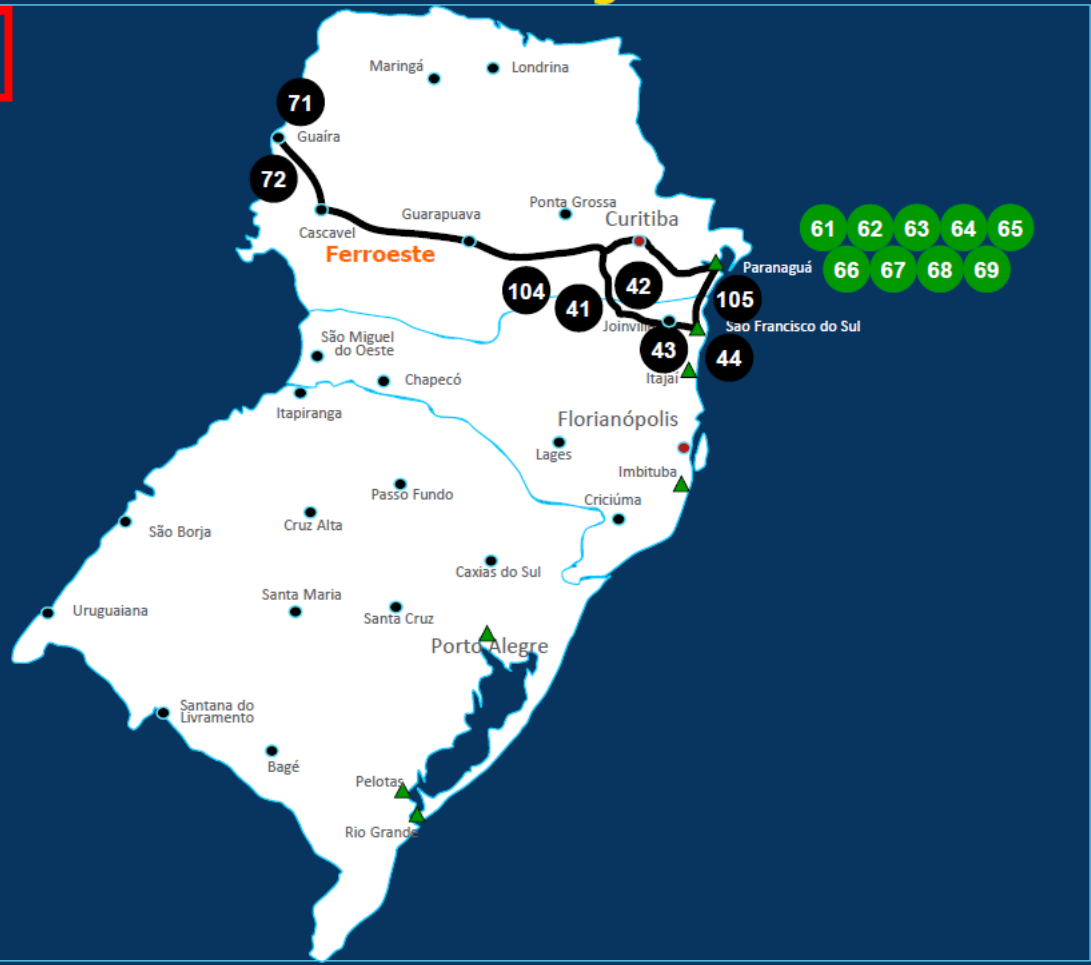 Maringá
Londrina
71
Guaíra
72
Ponta Grossa
Guarapuava
Curitiba
Cascavel
Ferroeste
61 62 63 64 65
Paranaguá
66 67 68 69
104
41
42
105
Joinvill
Sao Francisco do Sul
43
44
Itajaí
São Miguel
do Oeste
Chapecó
Itapiranga
Florianópolis
Lages
Imbituba
Criciúma
Passo Fundo
Cruz Alta
São Borja
Caxias do Sul
Santa Maria
Santa Cruz
Uruguaiana
Porto Alegre
Santana do
Livramento
Bagé
Pelotas
Rio Grande